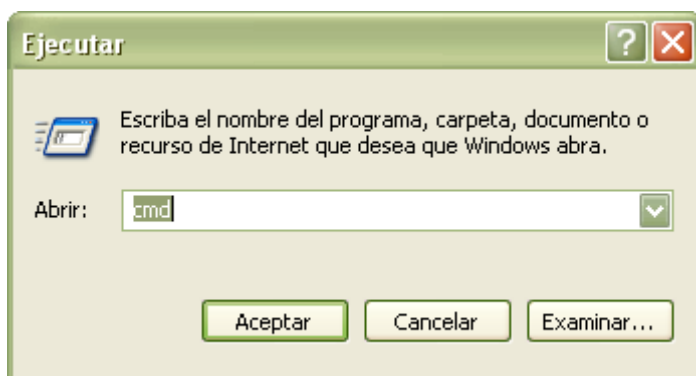 Ejecutar
Escriba el nombre del programa, carpeta, documento o
recurso de Internet que desea que Windows abra.
Abrir: cmd
Aceptar Cancelar Examinar...